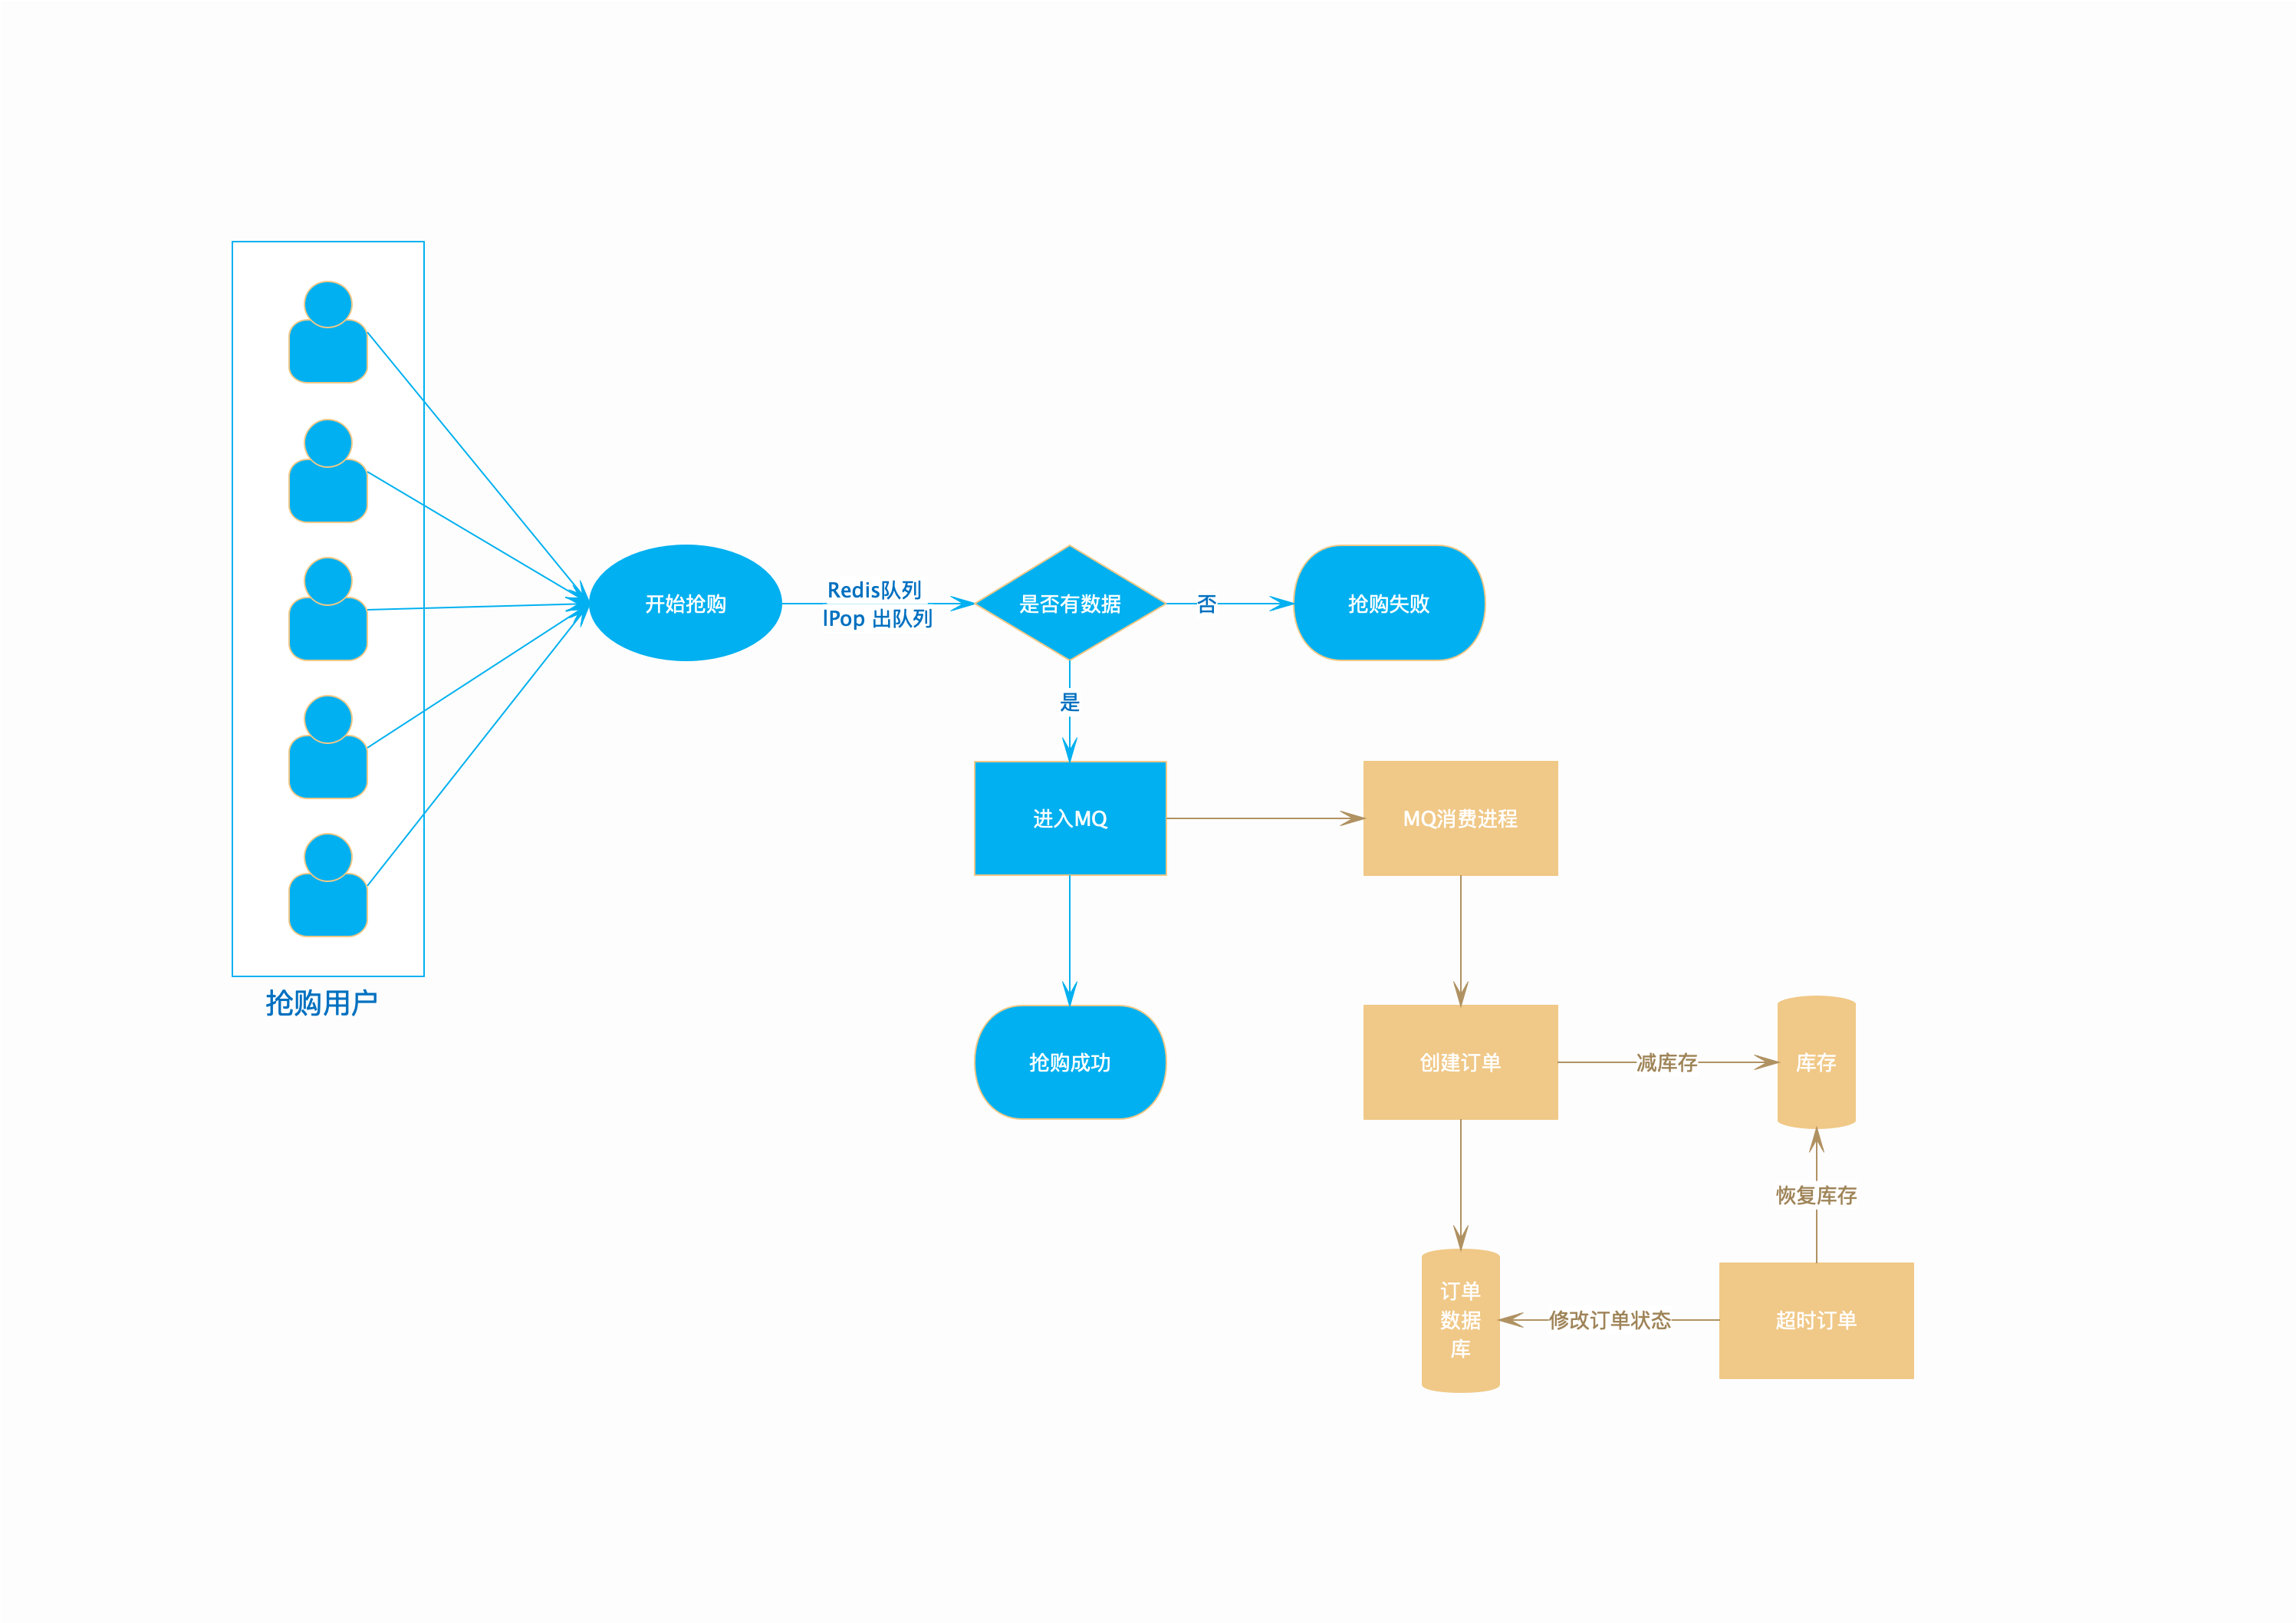 抢购用户
开始抢购
Redis队列
lPop 出队列
是否有数据
否
抢购失败
是
进入MQ
MQ消费进程
抢购成功
创建订单
减库存
库存
恢复库存
订单
数据
库
修改订单状态
超时订单